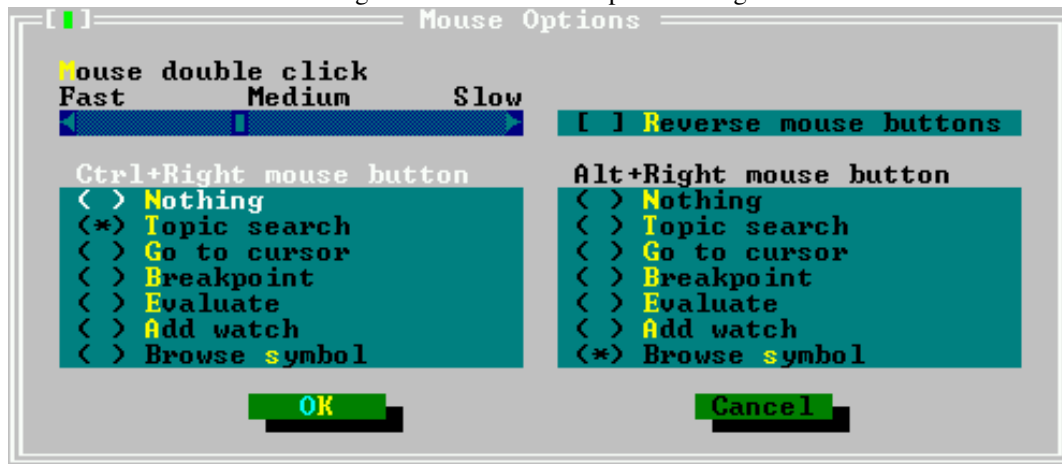 [ ] Mouse Options
Mouse double click
Fast Medium Slow
[ ] Reverse mouse buttons
Ctrl+Right mouse button
( ) Nothing
(*) Topic search
( ) Go to cursor
( ) Breakpoint
( ) Evaluate
( ) Add watch
( ) Browse symbol
Alt+Right mouse button
( ) Nothing
( ) Topic search
( ) Go to cursor
( ) Breakpoint
( ) Evaluate
( ) Add watch
(*) Browse symbol
OK
Cancel